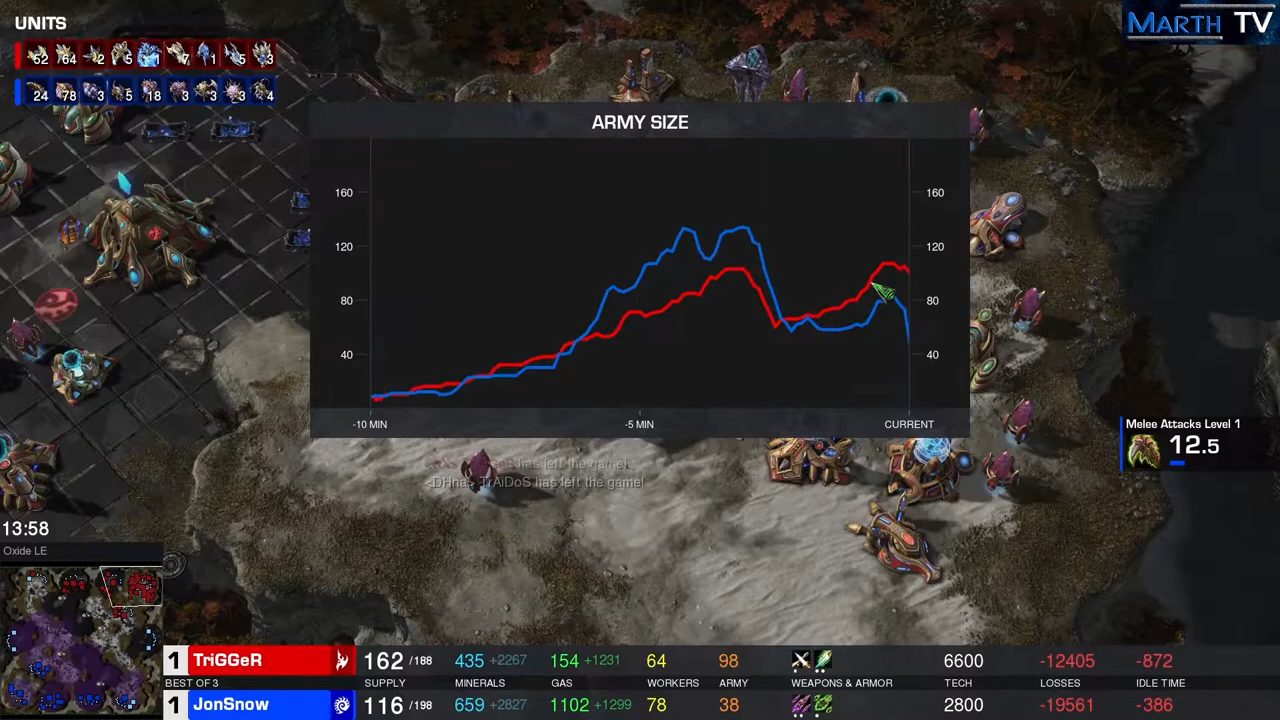 UNITS
MARTH TV
52 64 2 5 1 7 1 5 3
24 78 3 5 18 3 3 3 4
ARMY SIZE
160 160
120 120
80 80
40 40
-10 MIN -5 MIN CURRENT
Melee Attacks Level 1
12.5
has left the game!
TrAiDoS has left the game!
13:58
Oxide LE
1 TriGGeR 162 /188 435 +2267 154 +1231 64 98 6600 -12405 -872
BEST OF 3 SUPPLY MINERALS GAS WORKERS ARMY WEAPONS & ARMOR TECH LOSSES IDLE TIME
1 JonSnow 116 /198 659 +2827 1102 +1299 78 38 2800 -19561 -386